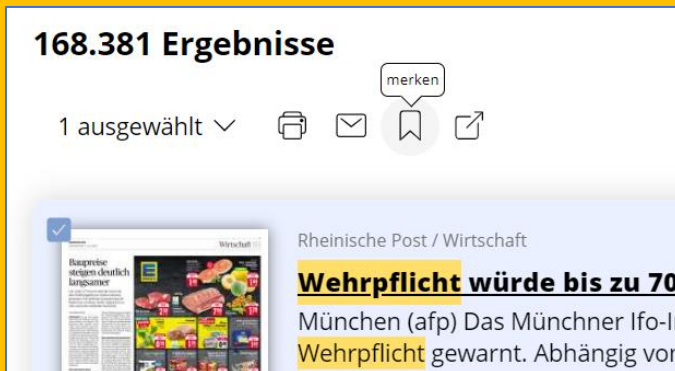 168.381 Ergebnisse
merken
1 ausgewählt
Rheinische Post / Wirtschaft
Wirtschaft
Baupreise
steigen deutlich
langsamer
Wehrpflicht würde bis zu 70
München (afp) Das Münchner Ifo-I
Wehrpflicht gewarnt. Abhängig vor